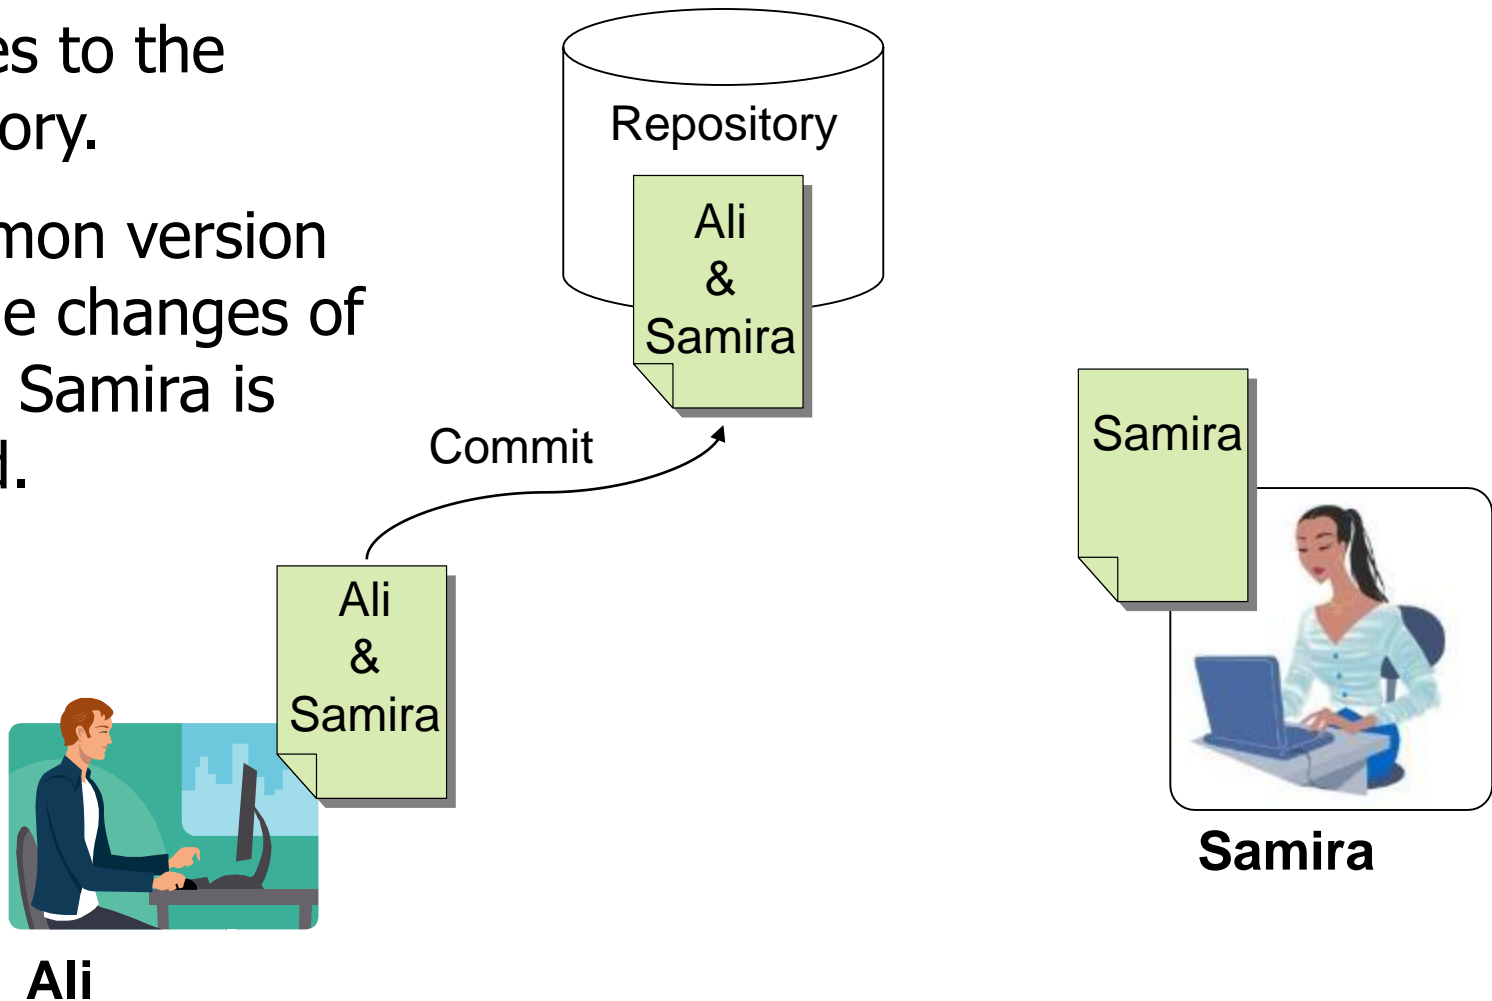 es to the
ory.
mon version
e changes of
Samira is
d.
Repository
Ali
&
Samira
Commit
Ali
&
Samira
Ali
Samira
Samira